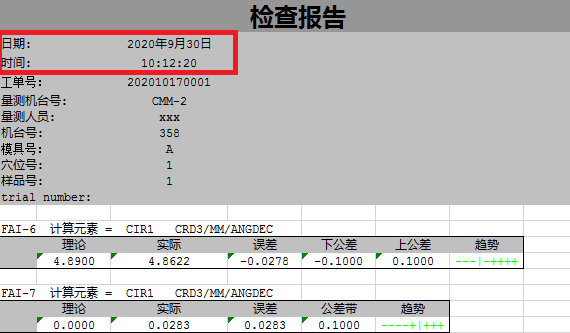 检查报告
日期: 2020年9月30日
时间: 10:12:20
工单号: 202010170001
量测机台号: CMM-2
量测人员: xxx
机台号: 358
模具号: A
穴位号: 1
样品号: 1
trial number:
FAI-6 计算元素 = CIR1 CRD3/MM/ANGDEC
理论 实际 误差 下公差 上公差 趋势
4.8900 4.8622 -0.0278 -0.1000 0.1000 ---|-++++
FAI-7 计算元素 = CIR1 CRD3/MM/ANGDEC
理论 实际 误差 公差带 趋势
0.0000 0.0283 0.0283 0.1000 ----+|+++